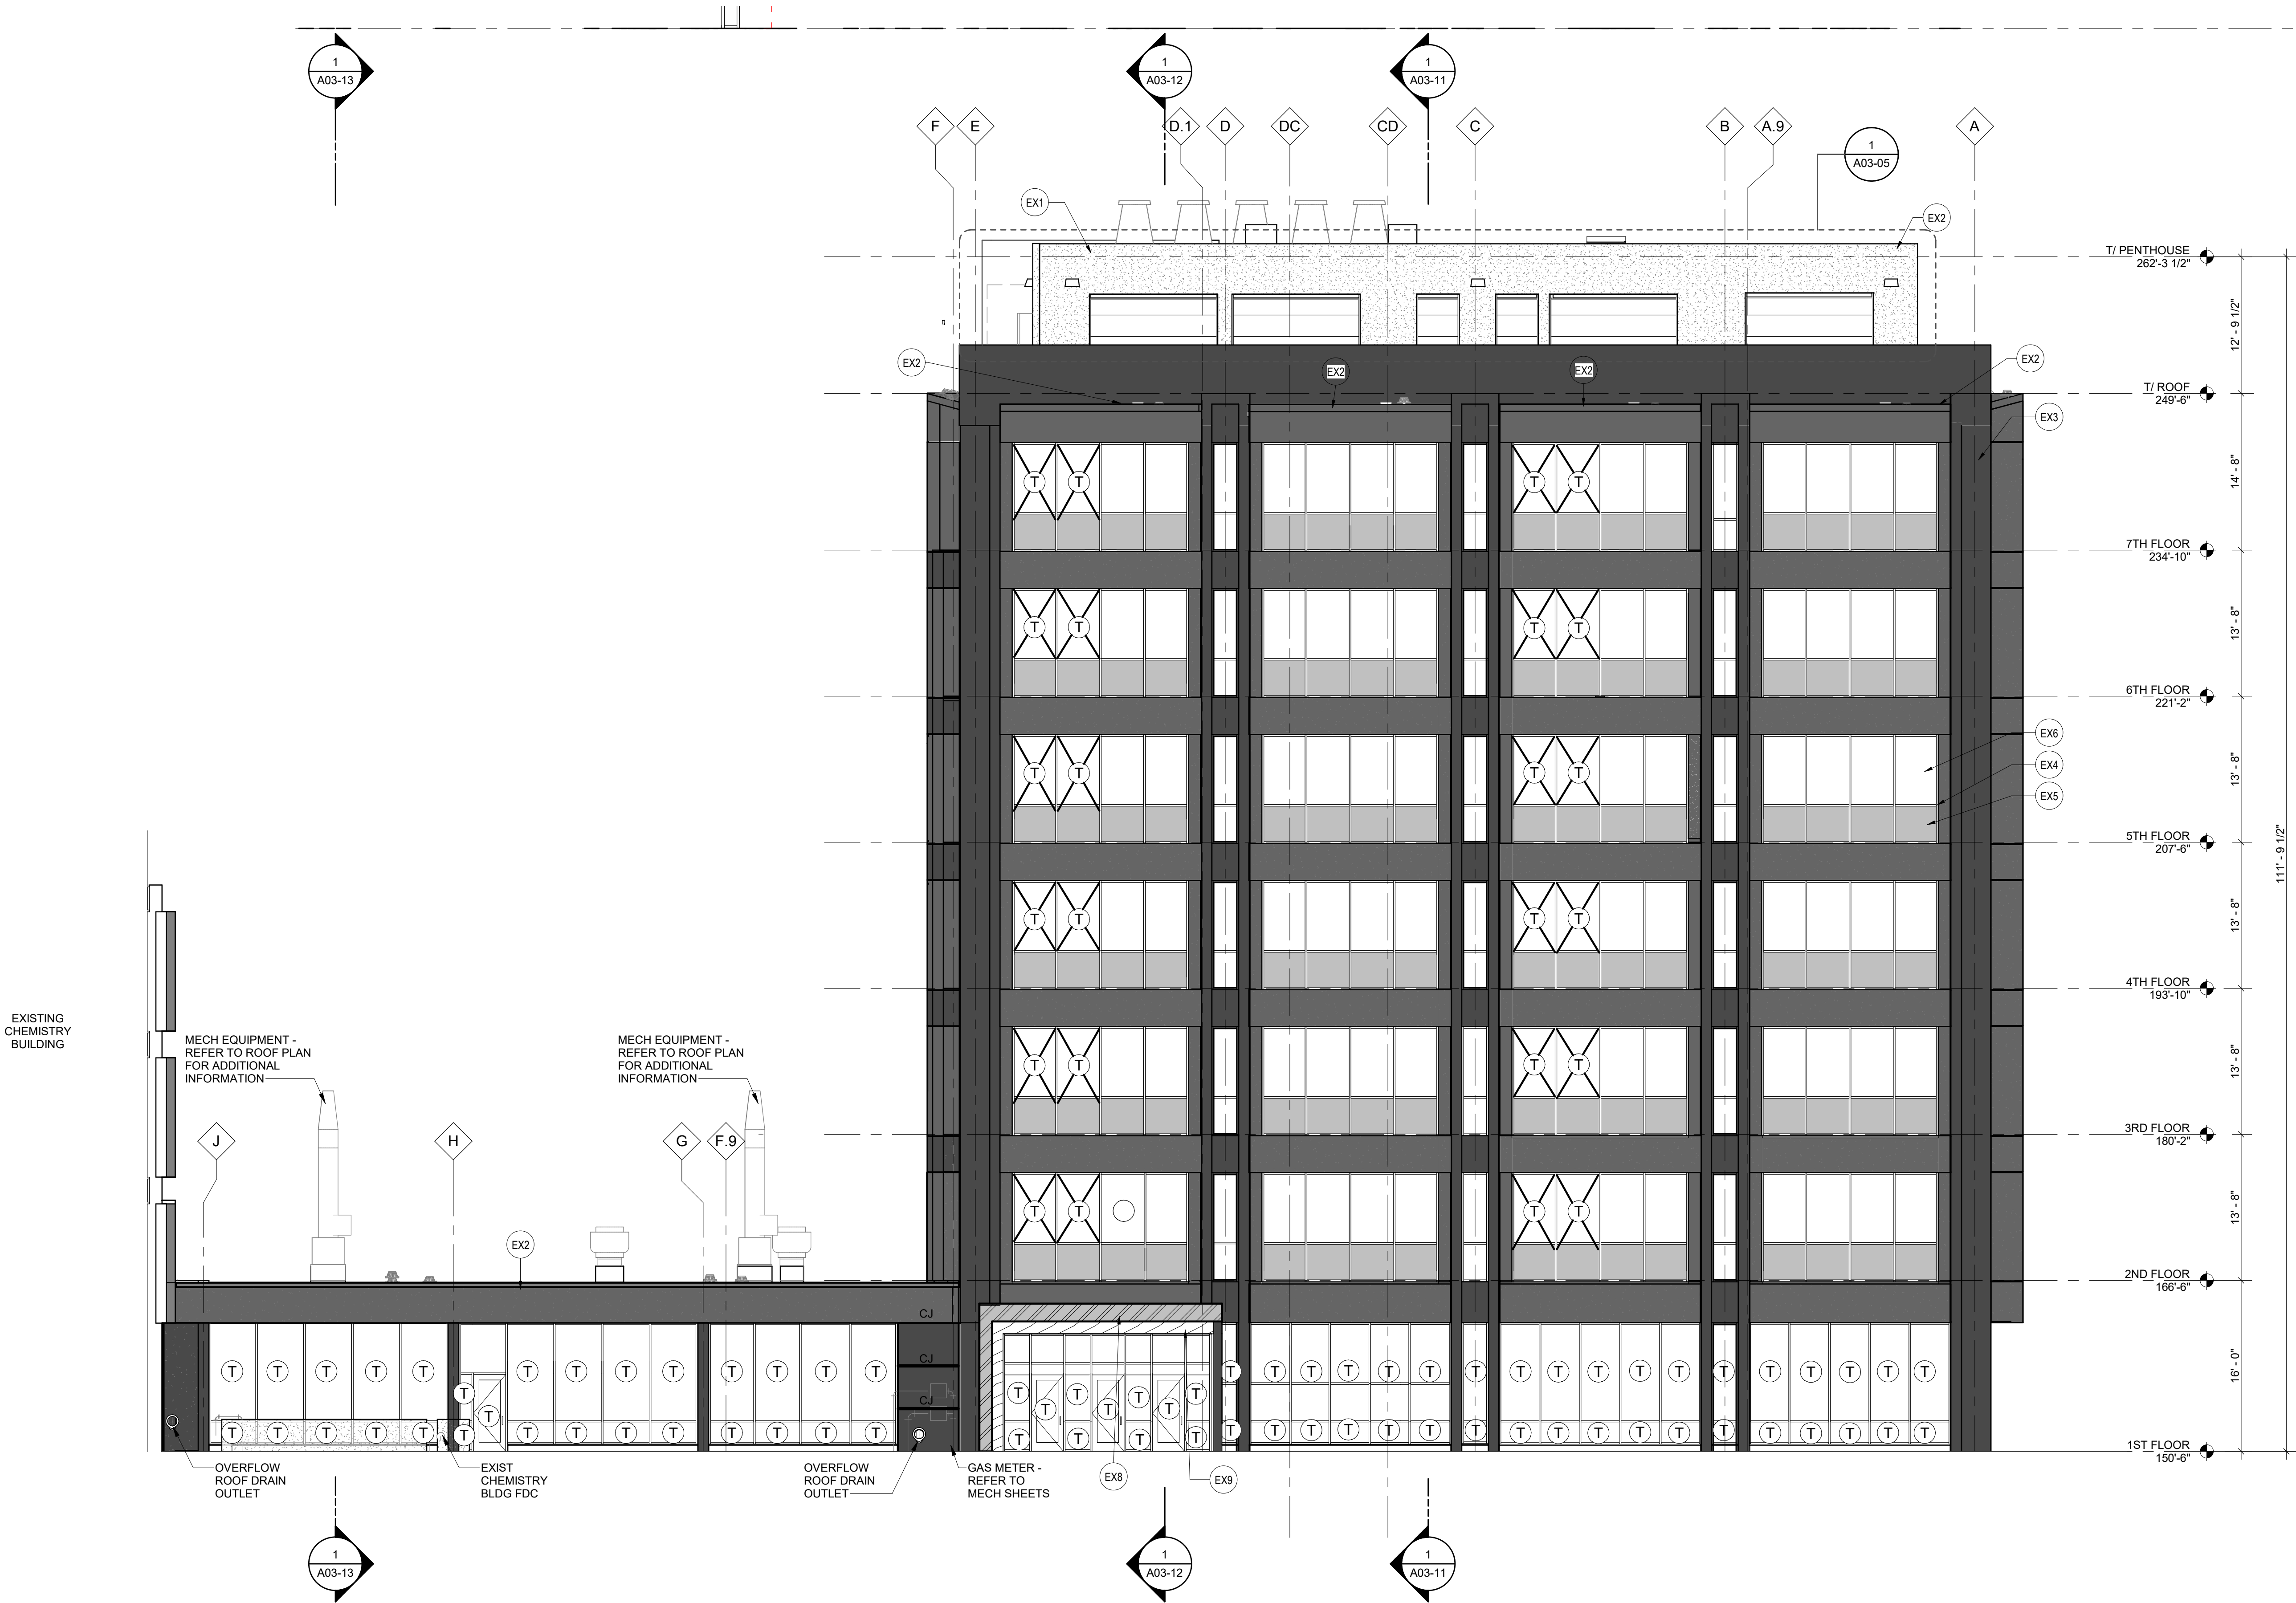 1
A03-13
1
A03-12
1
A03-11
F
E
D.1
D
DC
CD
C
B
A.9
A
1
A03-05
EX1
EX2
T/ PENTHOUSE
262'-3 1/2"
12' - 9 1/2"
EX2
EX2
EX2
EX2
T/ ROOF
249'-6"
EX3
14' - 8"
T T T T
7TH FLOOR
234'-10"
13' - 8"
T T T T
6TH FLOOR
221'-2"
EX6
EX4
EX5
13' - 8"
T T T T
5TH FLOOR
207'-6"
111' - 9 1/2"
13' - 8"
T T T T
4TH FLOOR
193'-10"
EXISTING
CHEMISTRY
BUILDING
MECH EQUIPMENT -
REFER TO ROOF PLAN
FOR ADDITIONAL
INFORMATION
MECH EQUIPMENT -
REFER TO ROOF PLAN
FOR ADDITIONAL
INFORMATION
13' - 8"
T T T T
3RD FLOOR
180'-2"
J
H
G
F.9
13' - 8"
T T T T
EX2
2ND FLOOR
166'-6"
CJ
CJ
CJ
16' - 0"
T T T T T T T T T T T T T T T T T T T T T T T T T T T T T T
T T T T T T
T T T T
T T T T T T T T T T T T T T T T T T T T T T T T T T T T T T T
T T T T
1ST FLOOR
150'-6"
OVERFLOW
ROOF DRAIN
OUTLET
EXIST
CHEMISTRY
BLDG FDC
OVERFLOW
ROOF DRAIN
OUTLET
GAS METER -
REFER TO
MECH SHEETS
EX8
EX9
1
A03-13
1
A03-12
1
A03-11